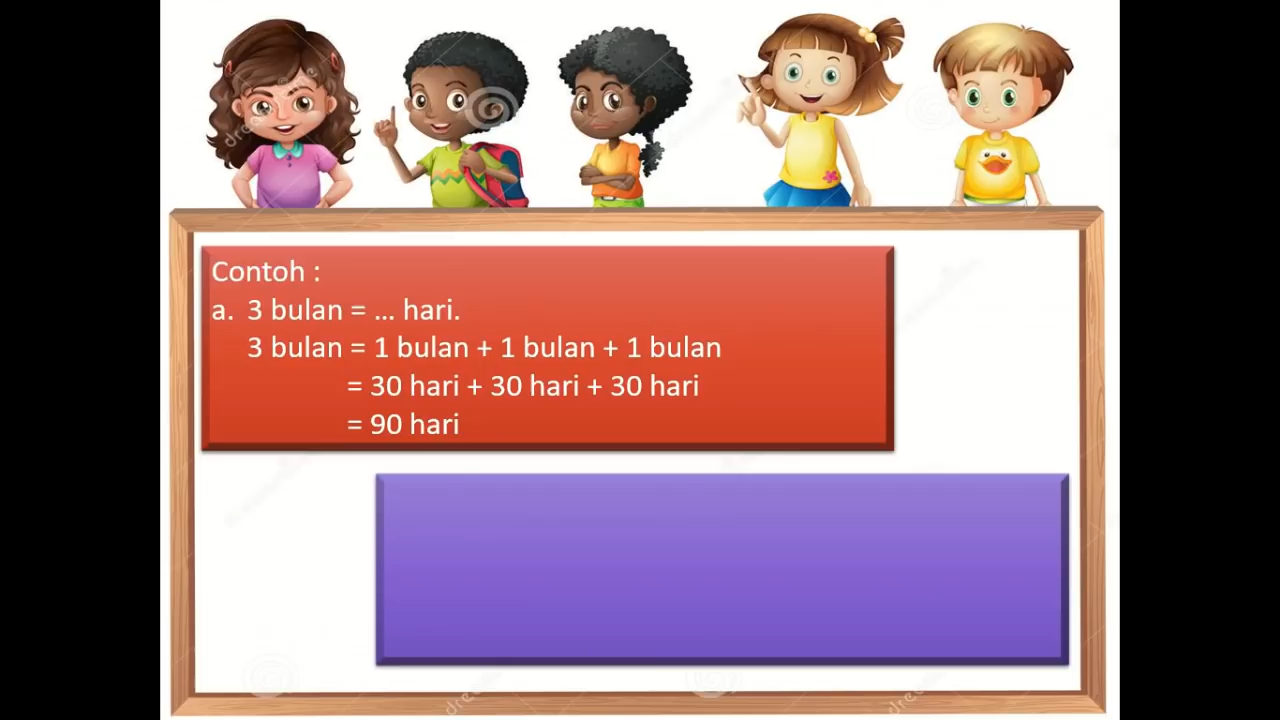 Contoh :
a. 3 bulan = ... hari.
3 bulan = 1 bulan + 1 bulan + 1 bulan
= 30 hari + 30 hari + 30 hari
= 90 hari